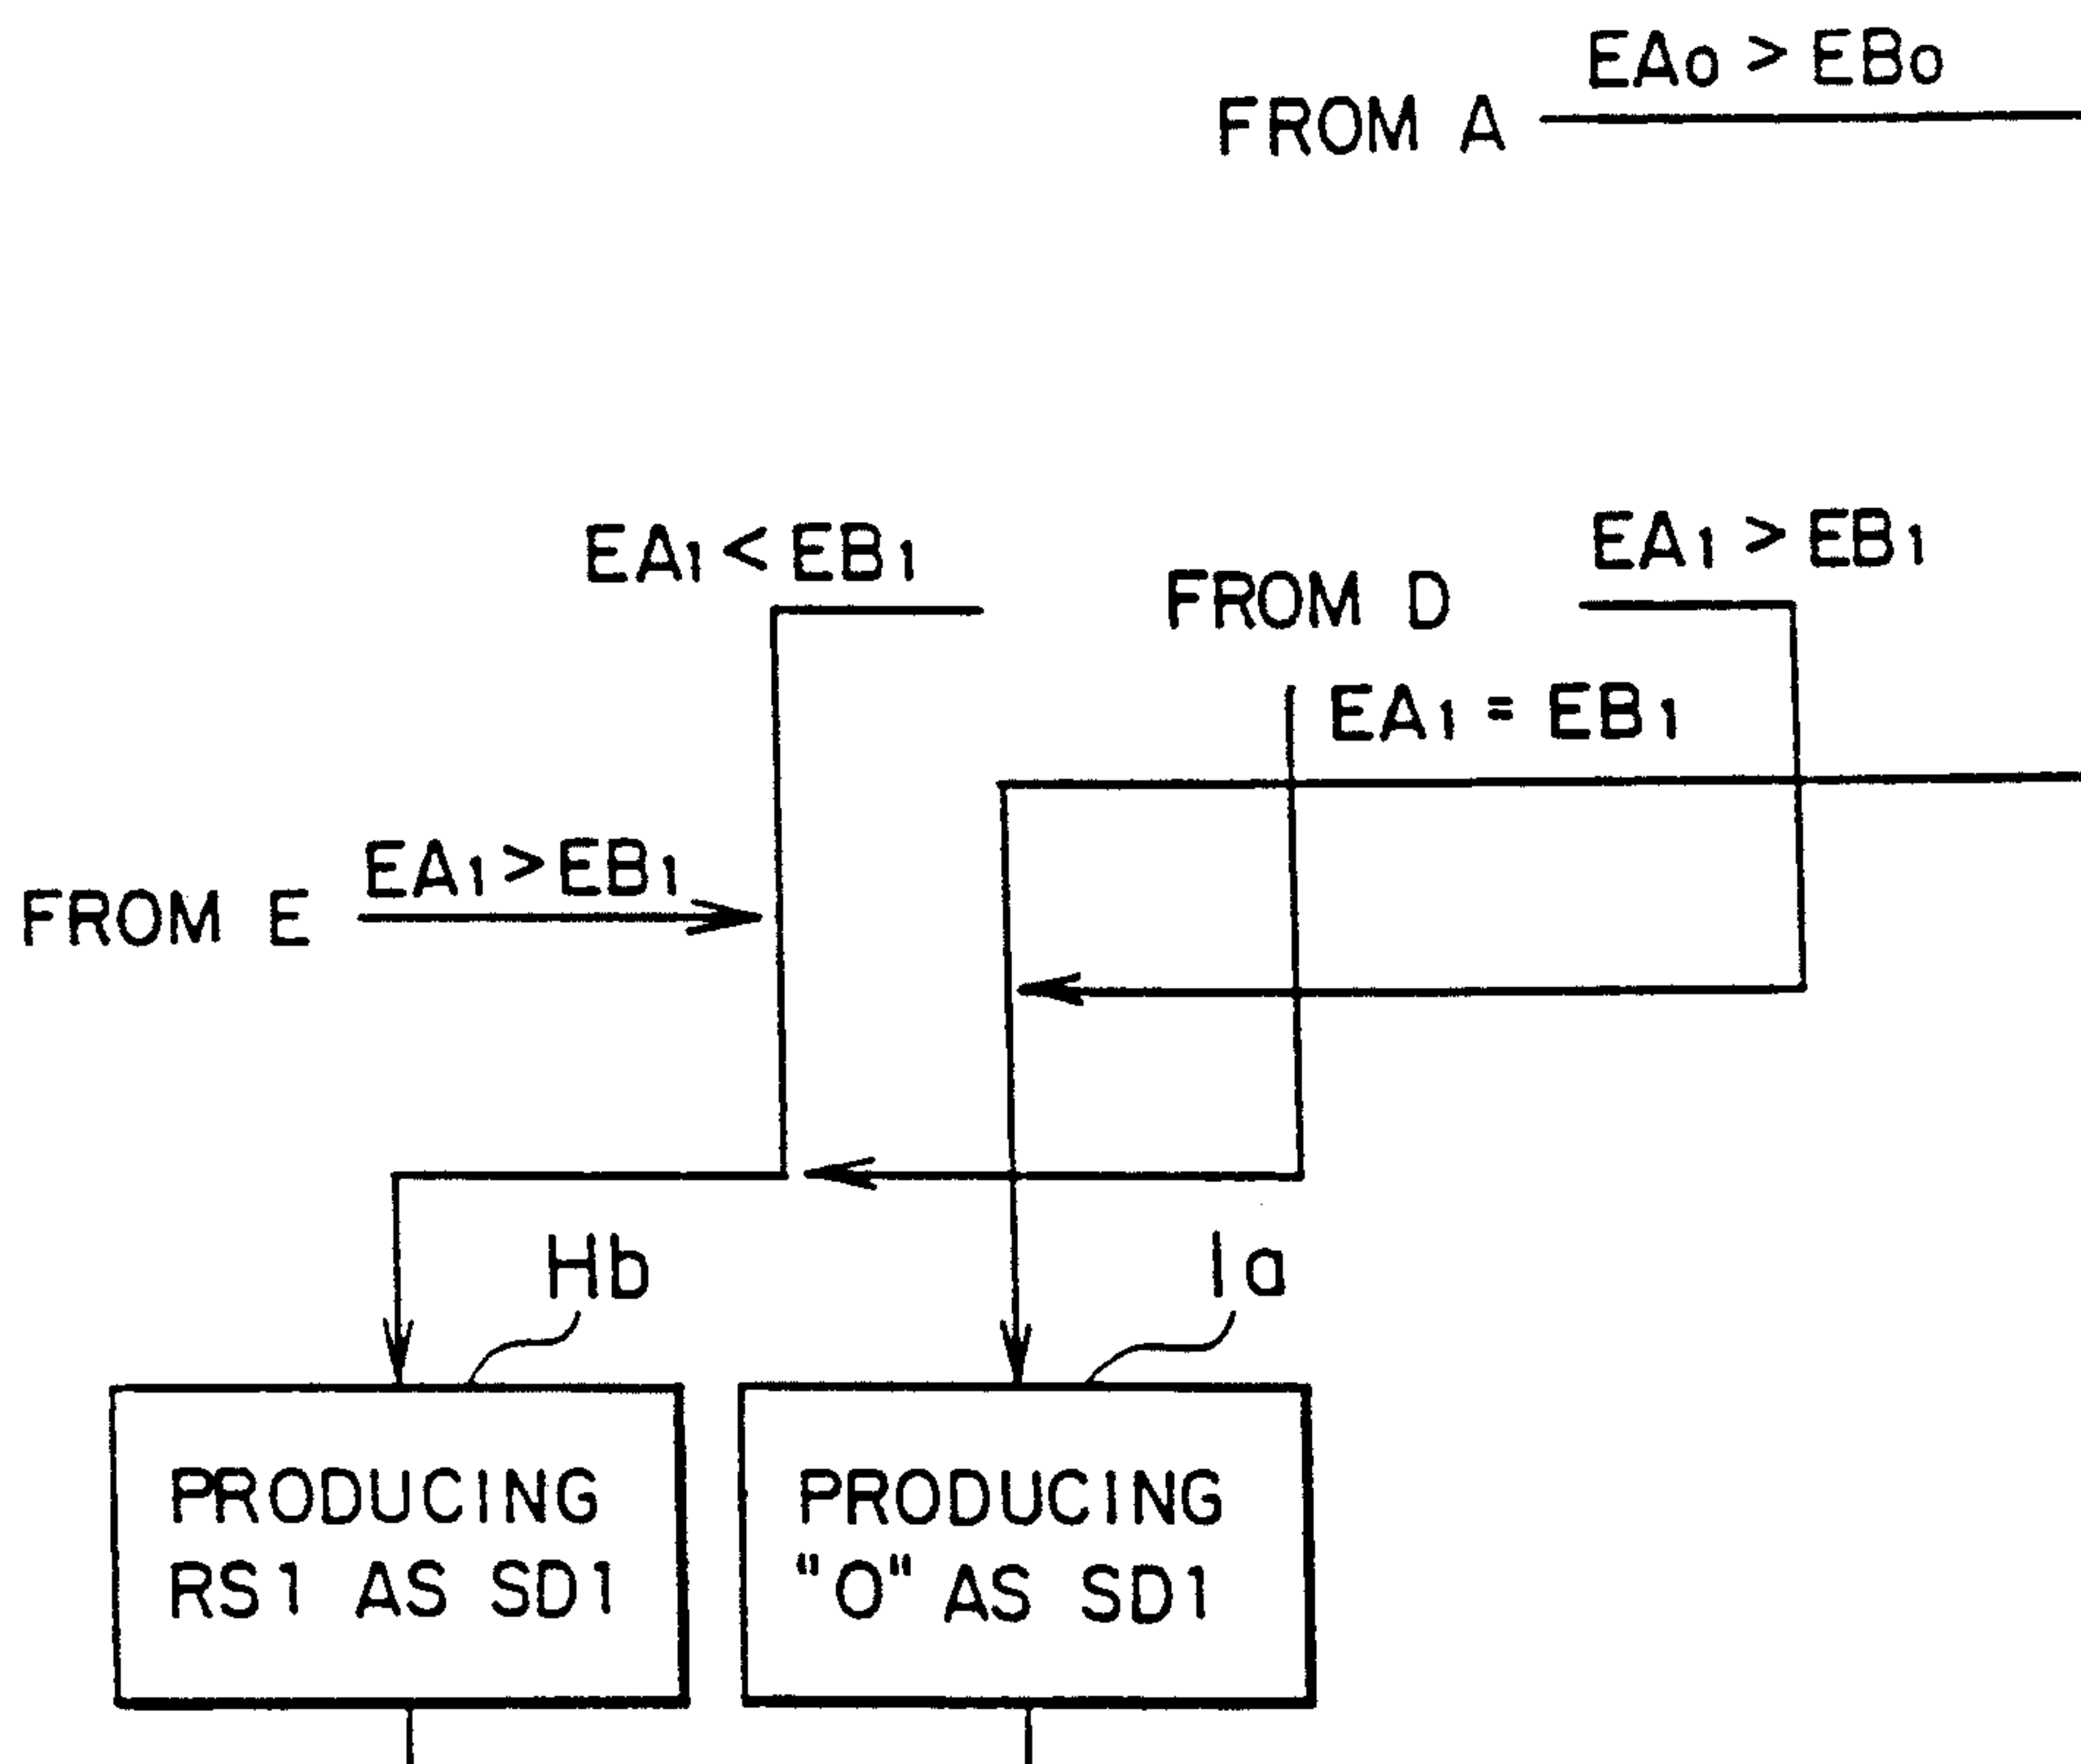 EA0 > EB0
FROM A
EA1 < EB1
EA1 > EB1
FROM D
EA1 = EB1
EA1 > EB1
FROM E
Hb
Ia
PRODUCING
RS1 AS SD1
PRODUCING
"0" AS SD1